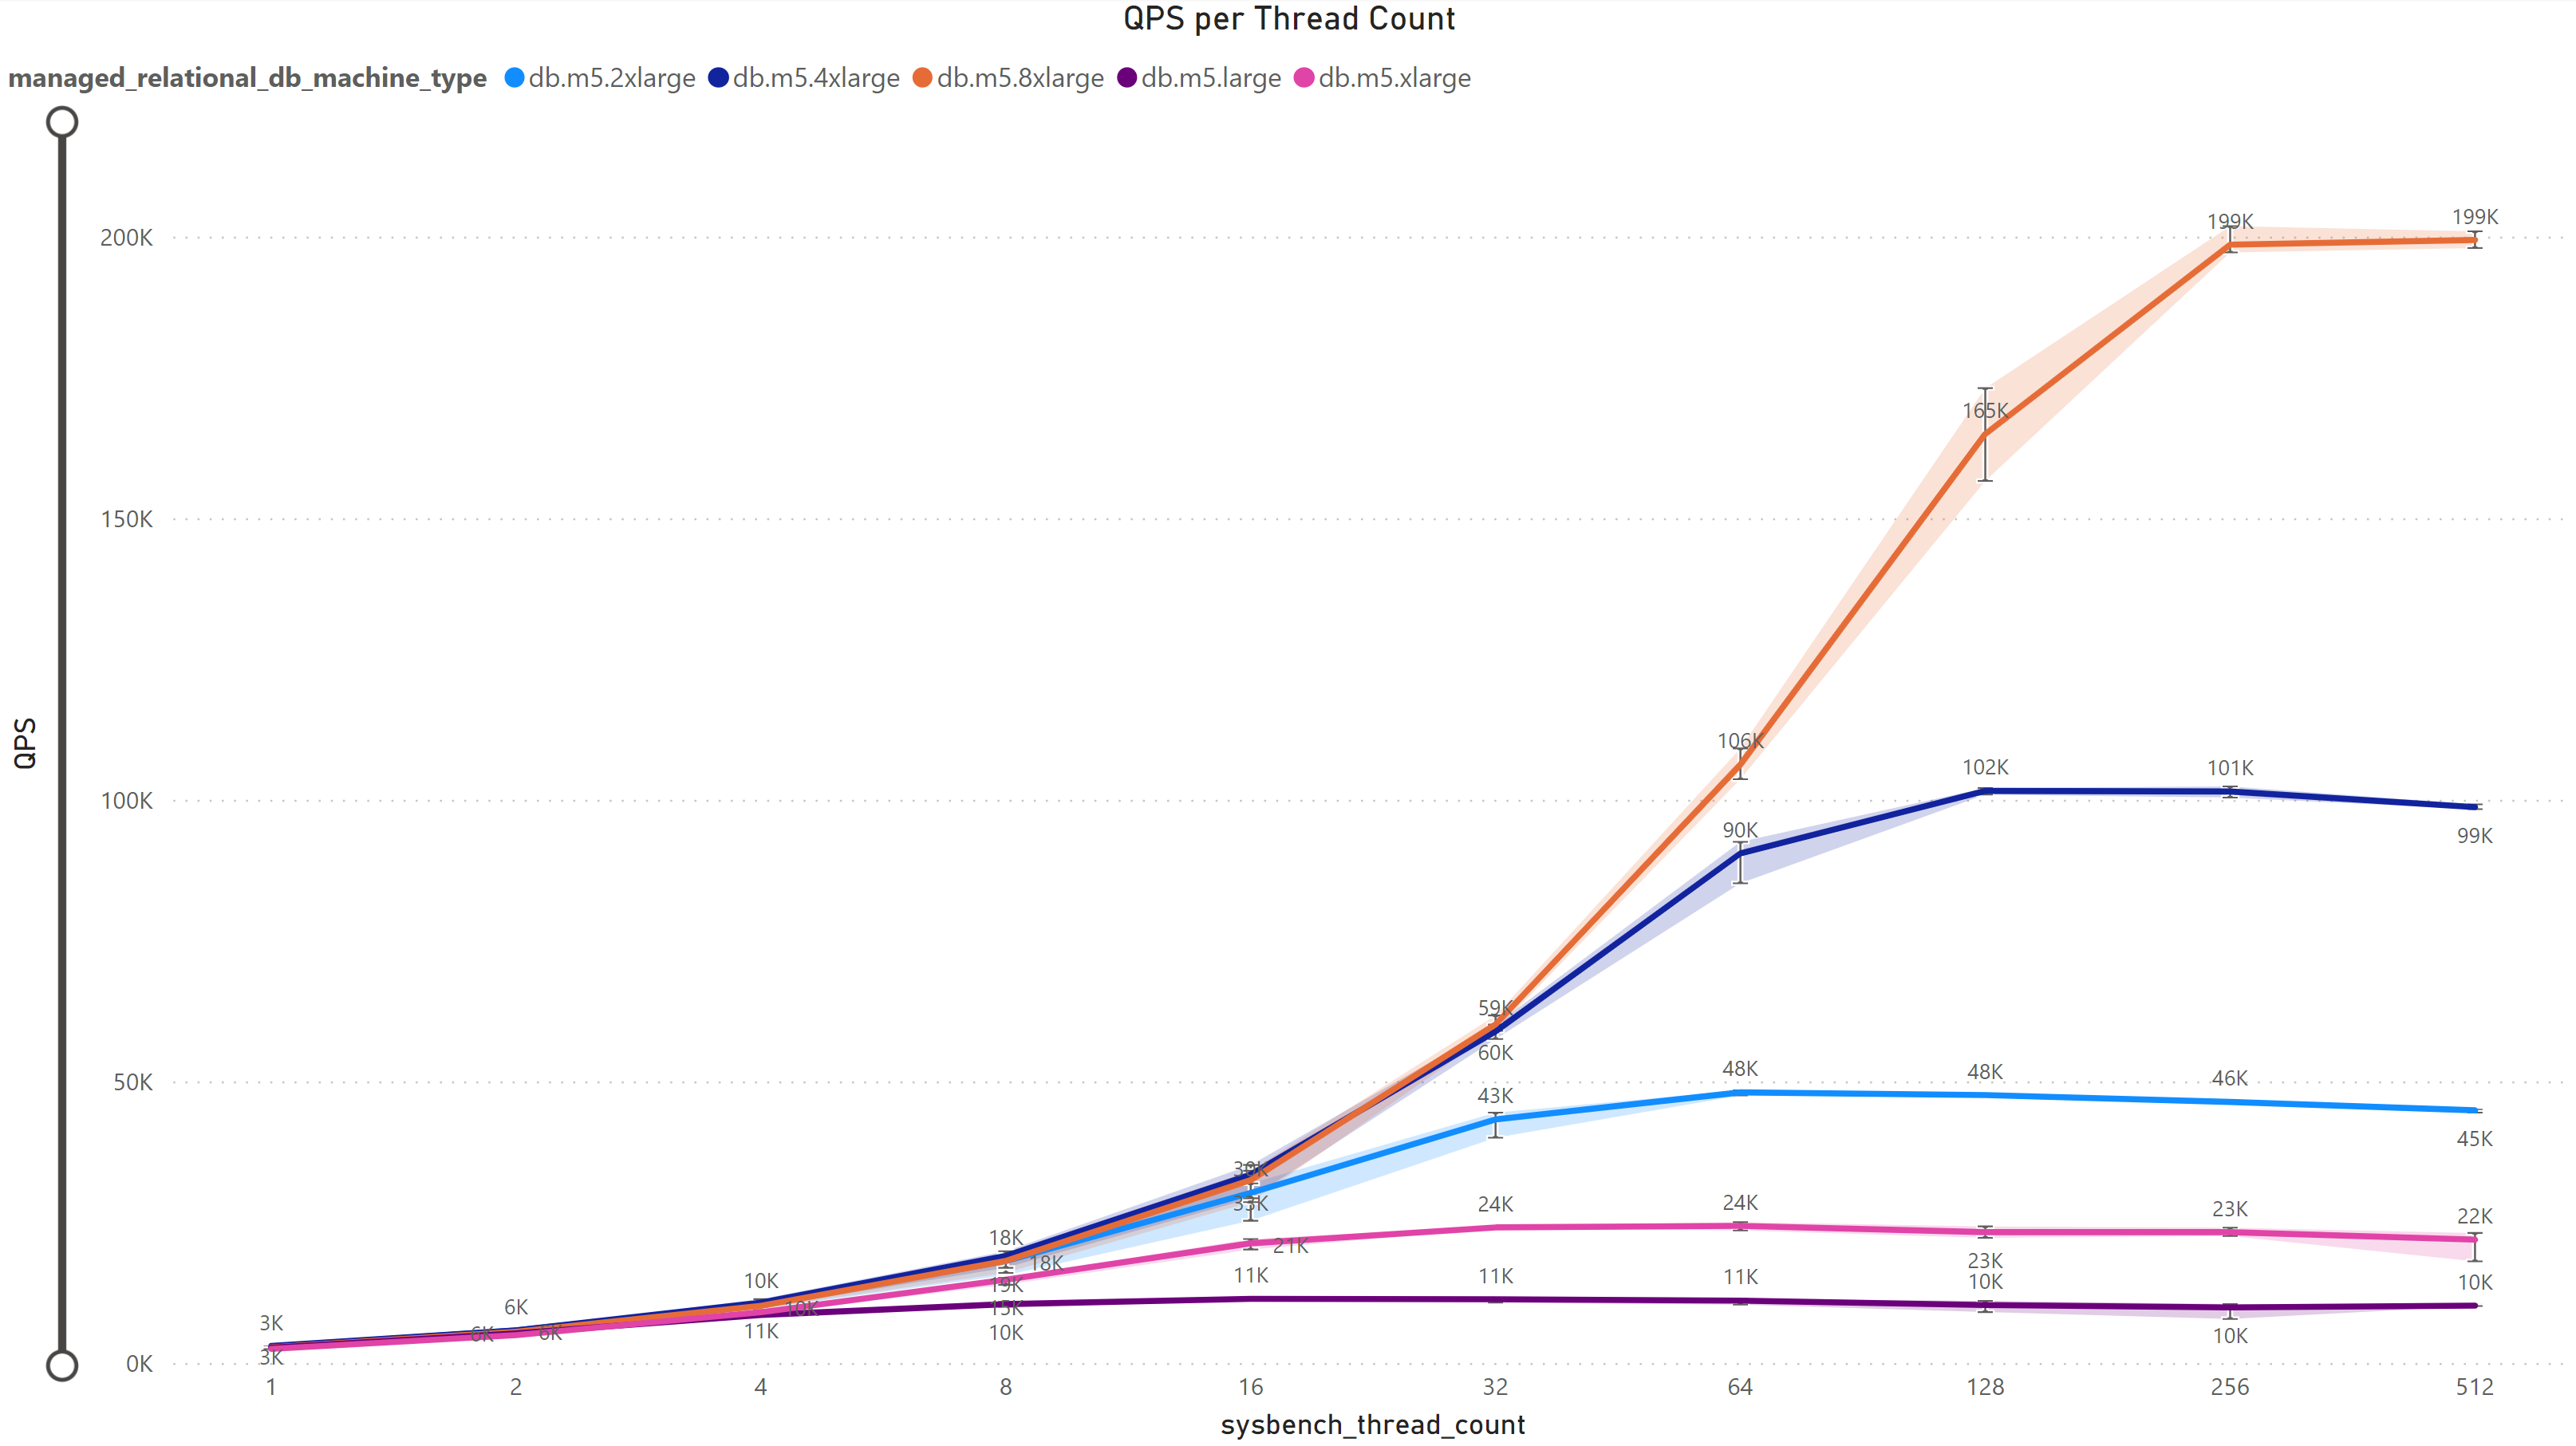 QPS per Thread Count
managed_relational_db_machine_type db.m5.2xlarge db.m5.4xlarge db.m5.8xlarge db.m5.large db.m5.xlarge
199K 199K
200K
165K
150K
106K
102K 101K
100K
90K
99K
QPS
59K
60K
50K
48K 48K 46K
43K
45K
33K
24K 24K 23K 22K
18K
21K
18K
23K
10K
11K 11K 11K
10K 10K
19K
10K
15K
3K 6K
6K 6K
11K 10K
10K
3K
0K
1 2 4 8 16 32 64 128 256 512
sysbench_thread_count